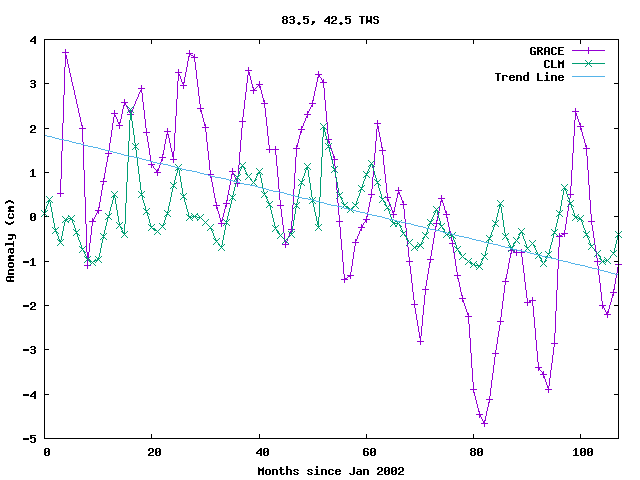 83.5, 42.5 TWS
GRACE
CLM
Trend Line
4
3
2
1
0
-1
-2
-3
-4
-5
Anomaly (cm)
0 20 40 60 80 100
Months since Jan 2002